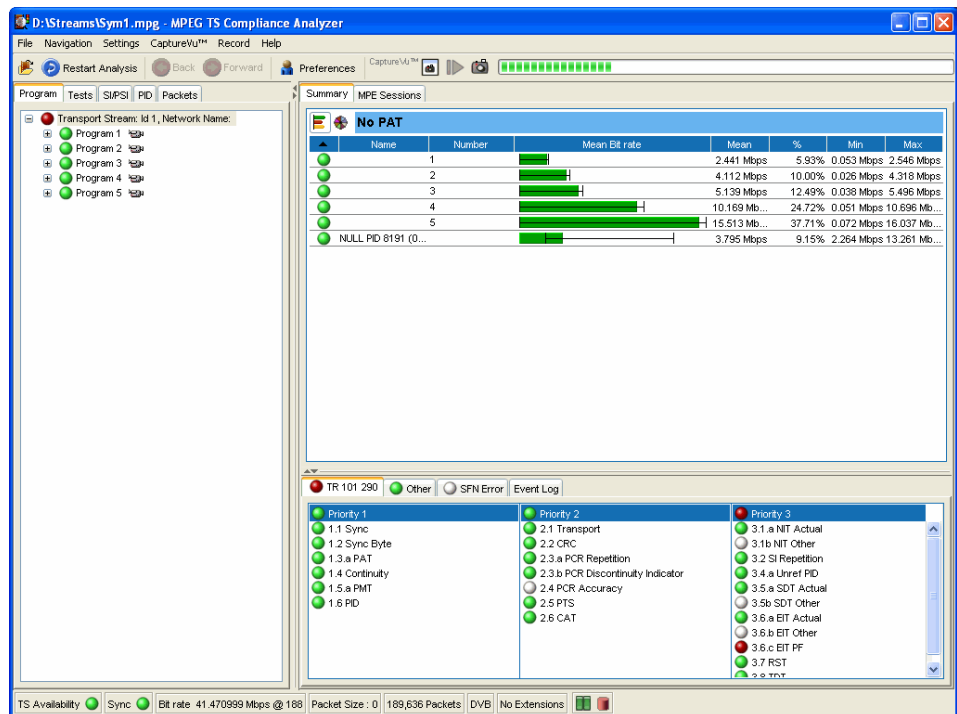 D:\Streams\Sym1.mpg - MPEG TS Compliance Analyzer
File Navigation Settings CaptureVu™ Record Help
Restart Analysis Back Forward Preferences CaptureVu™
Program Tests SI/PSI PID Packets
Summary MPE Sessions
Transport Stream: Id 1, Network Name:
Program 1
Program 2
Program 3
Program 4
Program 5
No PAT
Name Number Mean Bit rate Mean % Min Max
1 2.441 Mbps 5.93% 0.053 Mbps 2.546 Mbps
2 4.112 Mbps 10.00% 0.026 Mbps 4.318 Mbps
3 5.139 Mbps 12.49% 0.038 Mbps 5.496 Mbps
4 10.169 Mb... 24.72% 0.051 Mbps 10.696 Mb...
5 15.513 Mb... 37.71% 0.072 Mbps 16.037 Mb...
NULL PID 8191 (0... 3.795 Mbps 9.15% 2.264 Mbps 13.261 Mb...
TR 101 290 Other SFN Error Event Log
Priority 1
1.1 Sync
1.2 Sync Byte
1.3.a PAT
1.4 Continuity
1.5.a PMT
1.6 PID
Priority 2
2.1 Transport
2.2 CRC
2.3.a PCR Repetition
2.3.b PCR Discontinuity Indicator
2.4 PCR Accuracy
2.5 PTS
2.6 CAT
Priority 3
3.1.a NIT Actual
3.1b NIT Other
3.2 SI Repetition
3.4.a Unref PID
3.5.a SDT Actual
3.5b SDT Other
3.6.a EIT Actual
3.6.b EIT Other
3.6.c EIT PF
3.7 RST
3.8 TDT
TS Availability Sync Bit rate 41.470999 Mbps @ 188 Packet Size : 0 189,636 Packets DVB No Extensions